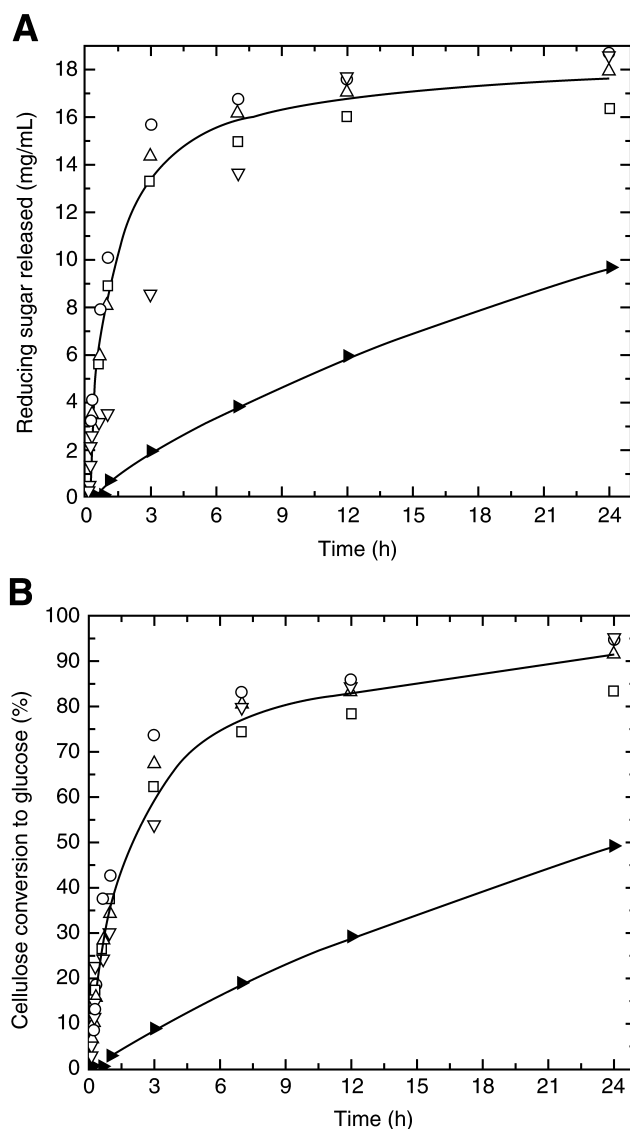 A
18
16
14
12
10
8
6
4
2
0
Reducing sugar released (mg/mL)
0 3 6 9 12 15 18 21 24
Time (h)
B
100
90
80
70
60
50
40
30
20
10
0
Cellulose conversion to glucose (%)
0 3 6 9 12 15 18 21 24
Time (h)